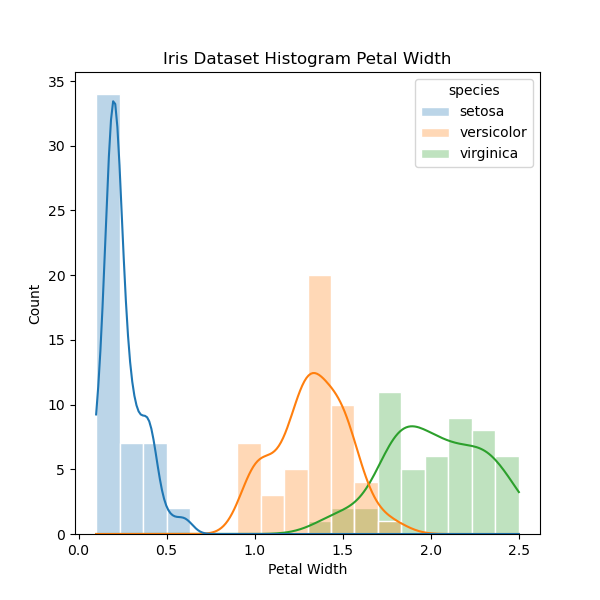 Iris Dataset Histogram Petal Width
species
setosa
versicolor
virginica
Count
35
30
25
20
15
10
5
0
0.0 0.5 1.0 1.5 2.0 2.5
Petal Width